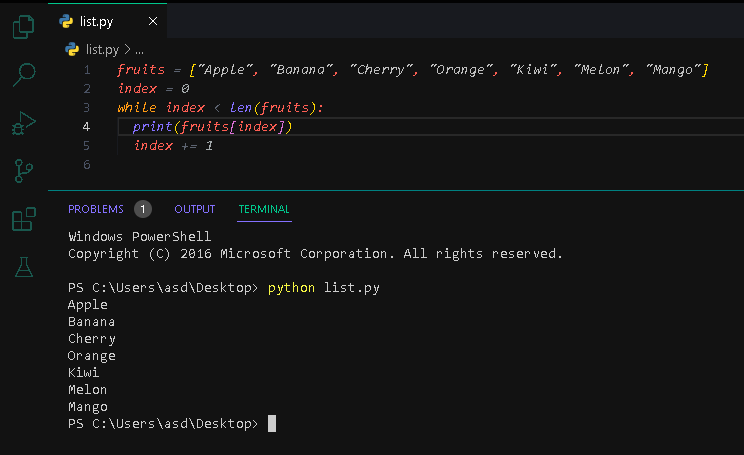 list.py
list.py > ...
1 fruits = ["Apple", "Banana", "Cherry", "Orange", "Kiwi", "Melon", "Mango"]
2 index = 0
3 while index < len(fruits):
4 print(fruits[index])
5 index += 1
6
PROBLEMS 1 OUTPUT TERMINAL
Windows PowerShell
Copyright (C) 2016 Microsoft Corporation. All rights reserved.
PS C:\Users\asd\Desktop> python list.py
Apple
Banana
Cherry
Orange
Kiwi
Melon
Mango
PS C:\Users\asd\Desktop>